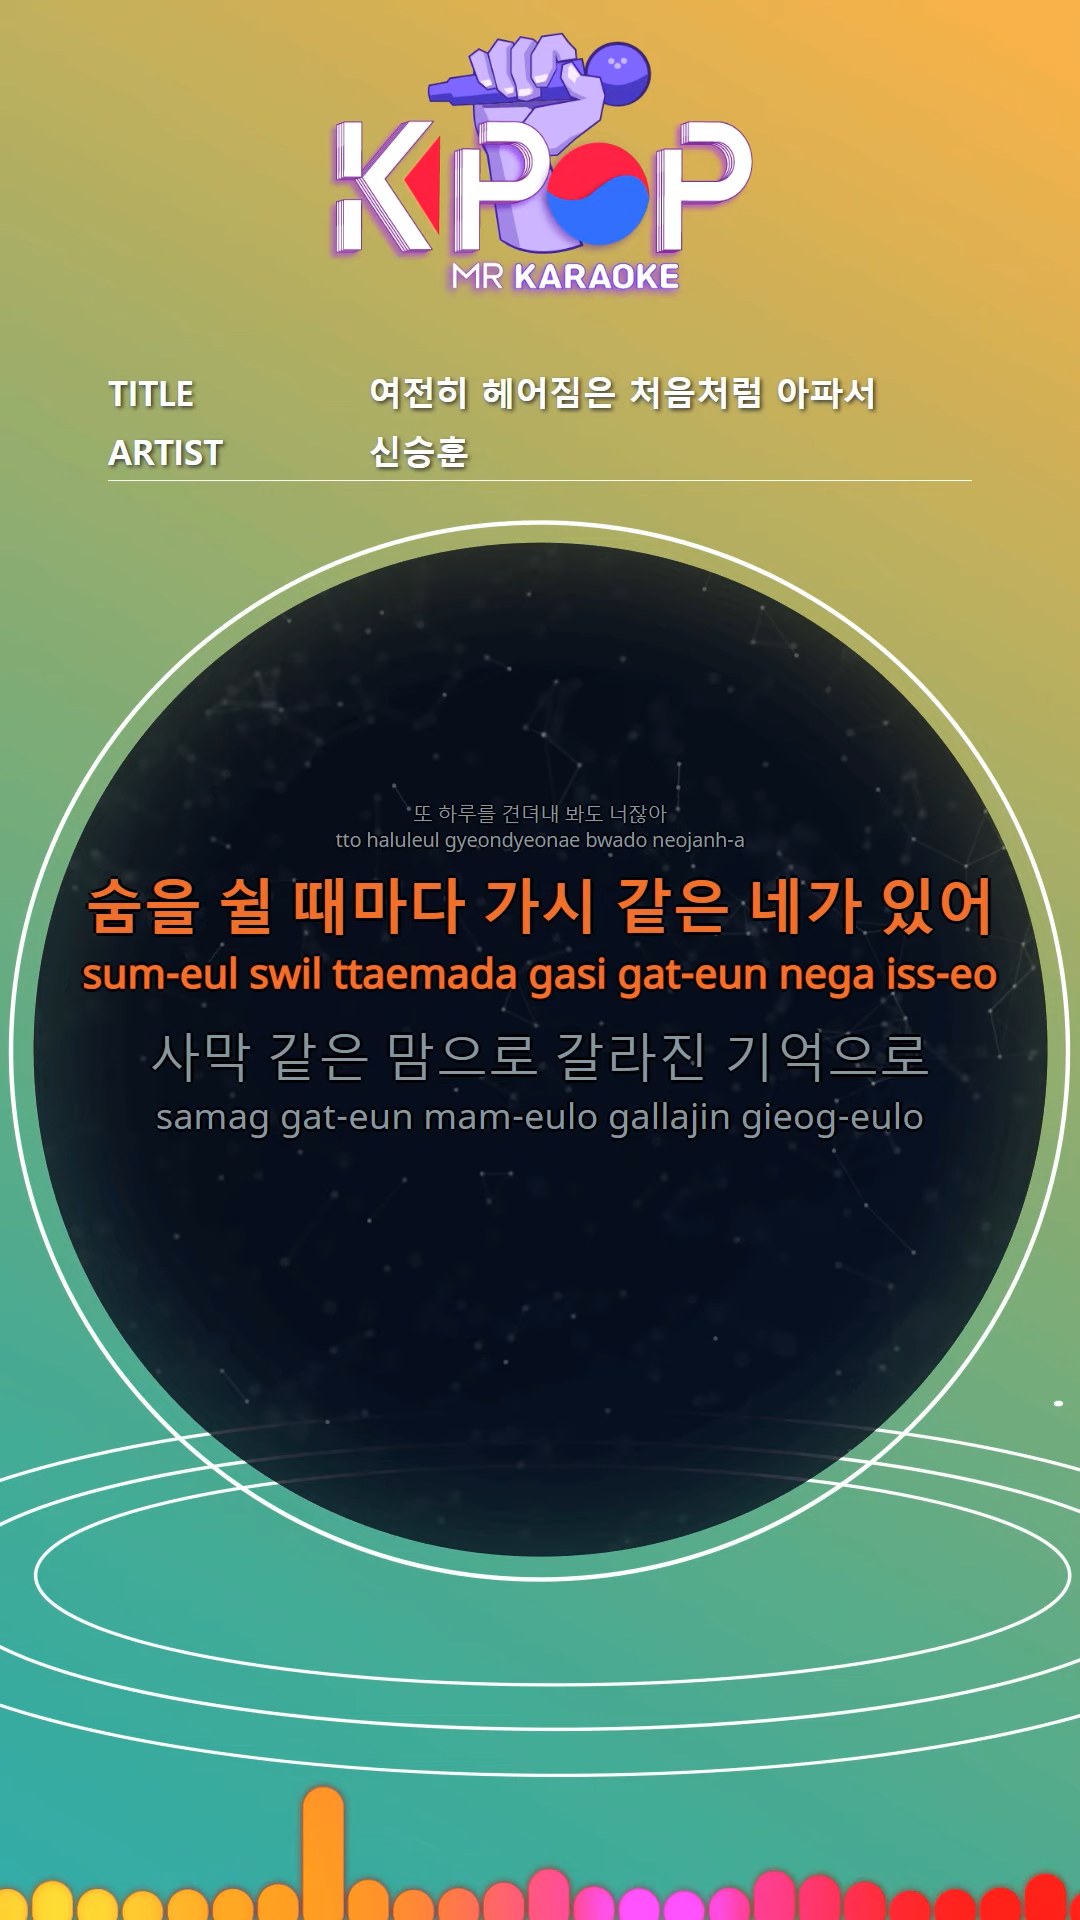 KPOP
MR KARAOKE
TITLE 여전히 헤어짐은 처음처럼 아파서
ARTIST 신승훈
또 하루를 견뎌내 봐도 너잖아
tto haluleul gyeondyeonae bwado neojanh-a
숨을 쉴 때마다 가시 같은 네가 있어
sum-eul swil ttaemada gasi gat-eun nega iss-eo
사막 같은 맘으로 갈라진 기억으로
samag gat-eun mam-eulo gallajin gieog-eulo